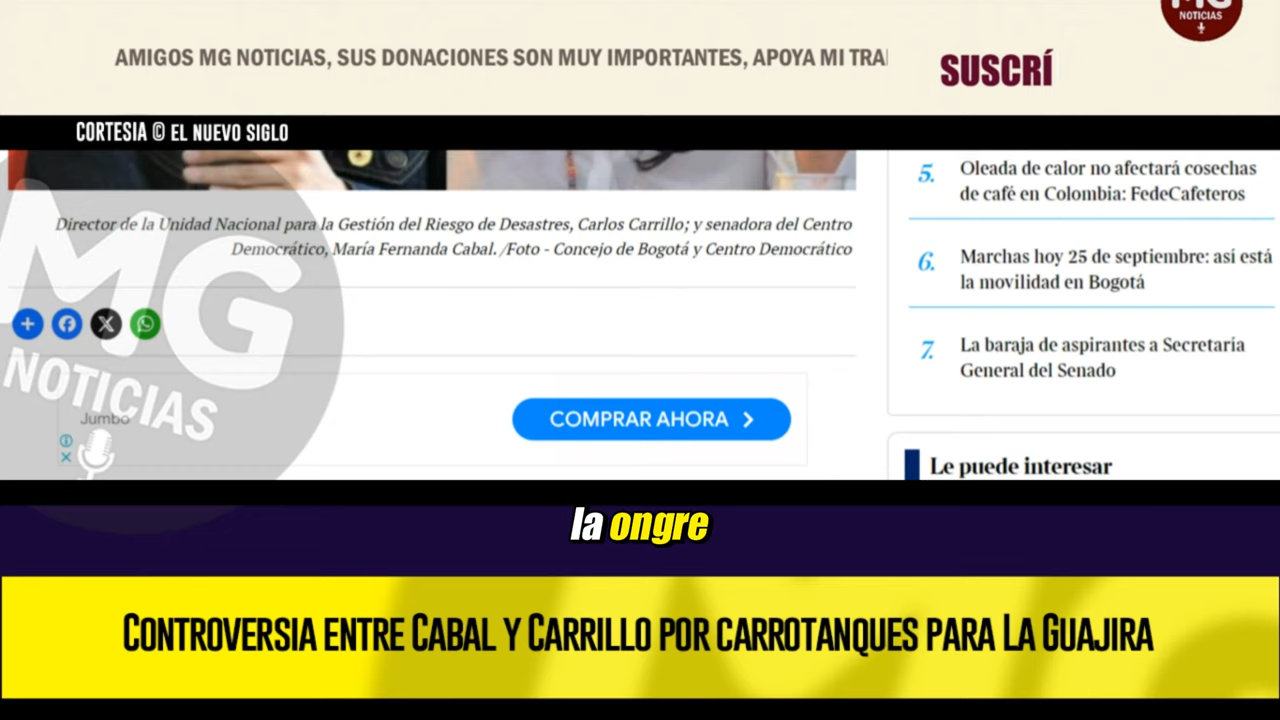 MG
NOTICIAS
AMIGOS MG NOTICIAS, SUS DONACIONES SON MUY IMPORTANTES, APOYA MI
SUSCRÍ
CORTESIA © EL NUEVO SIGLO
Director de la Unidad Nacional para la Gestión del Riesgo de Desastres, Carlos Carrillo; y senadora del Centro
Democrático, María Fernanda Cabal. /Foto - Concejo de Bogotá y Centro Democrático
MG
NOTICIAS
Jumbo
COMPRAR AHORA
5. Oleada de calor no afectará cosechas
de café en Colombia: FedeCafeteros
6. Marchas hoy 25 de septiembre: así está
la movilidad en Bogotá
7. La baraja de aspirantes a Secretaría
General del Senado
Le puede interesar
la ongre
CONTROVERSIA ENTRE CABAL Y CARRILLO POR CARROTANQUES PARA LA GUAJIRA